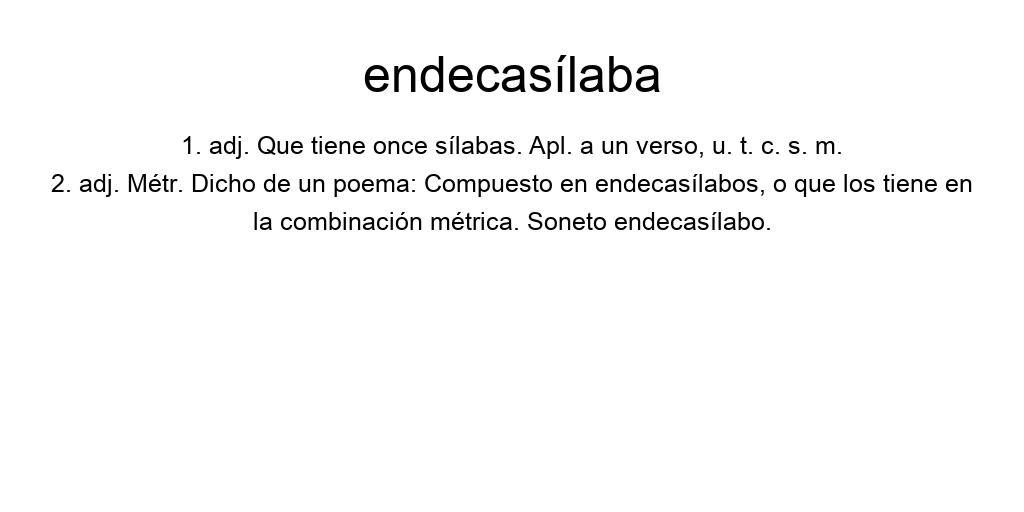 endecasílaba
1. adj. Que tiene once sílabas. Apl. a un verso, u. t. c. s. m.
2. adj. Métr. Dicho de un poema: Compuesto en endecasílabos, o que los tiene en
la combinación métrica. Soneto endecasílabo.